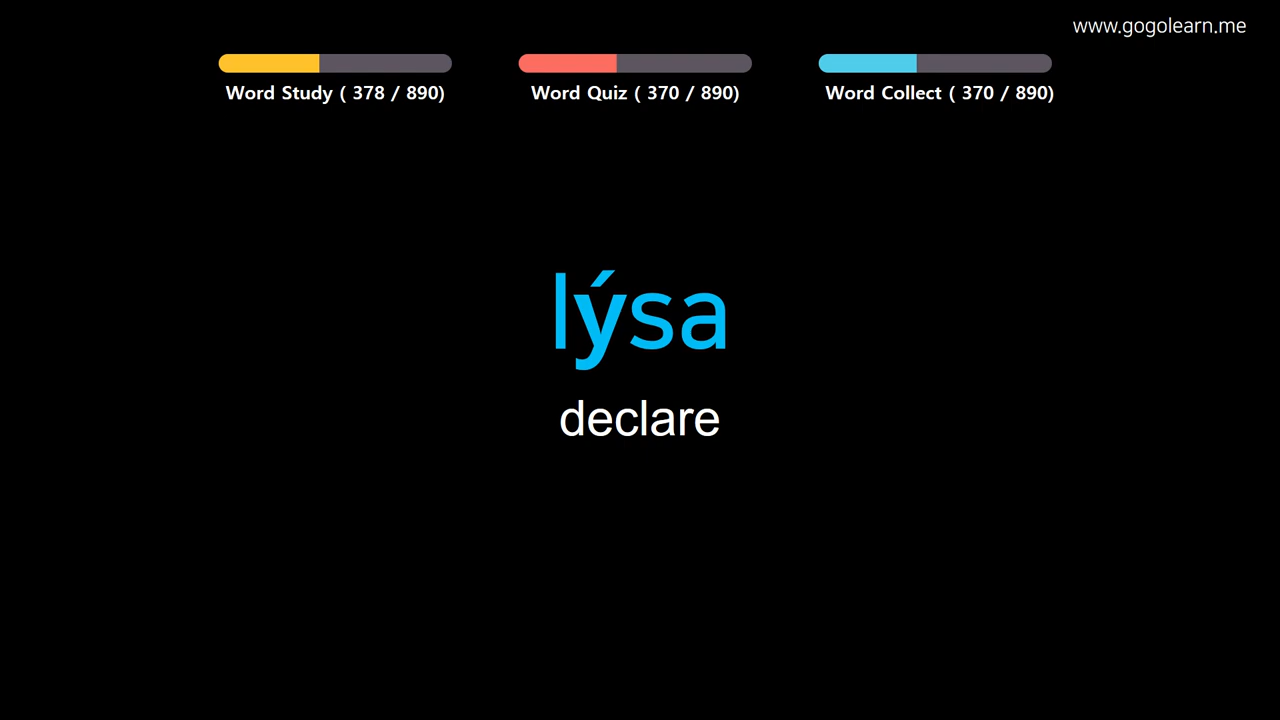 www.gogolearn.me
Word Study ( 378 / 890)
Word Quiz ( 370 / 890)
Word Collect ( 370 / 890)
lýsa
declare